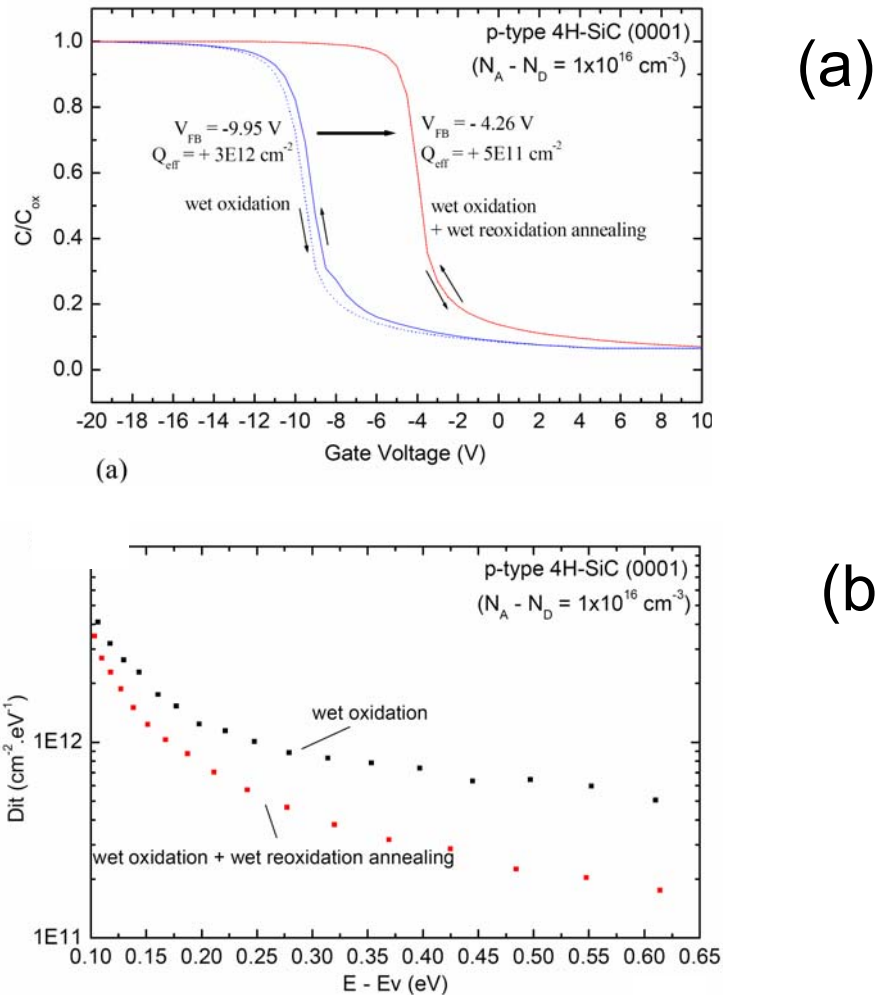 p-type 4H-SiC (0001)
(N_A - N_D = 1x10^16 cm^-3)
(a)
1.0
0.8
0.6
0.4
0.2
0.0
C/C_ox
V_FB = -9.95 V
Q_eff = + 3E12 cm^-2
wet oxidation
V_FB = - 4.26 V
Q_eff = + 5E11 cm^-2
wet oxidation
+ wet reoxidation annealing
-20 -18 -16 -14 -12 -10 -8 -6 -4 -2 0 2 4 6 8 10
Gate Voltage (V)
(a)
p-type 4H-SiC (0001)
(N_A - N_D = 1x10^16 cm^-3)
(b
1E12
1E11
Dit (cm^-2.eV^-1)
wet oxidation
wet oxidation + wet reoxidation annealing
0.10 0.15 0.20 0.25 0.30 0.35 0.40 0.45 0.50 0.55 0.60 0.65
E - Ev (eV)